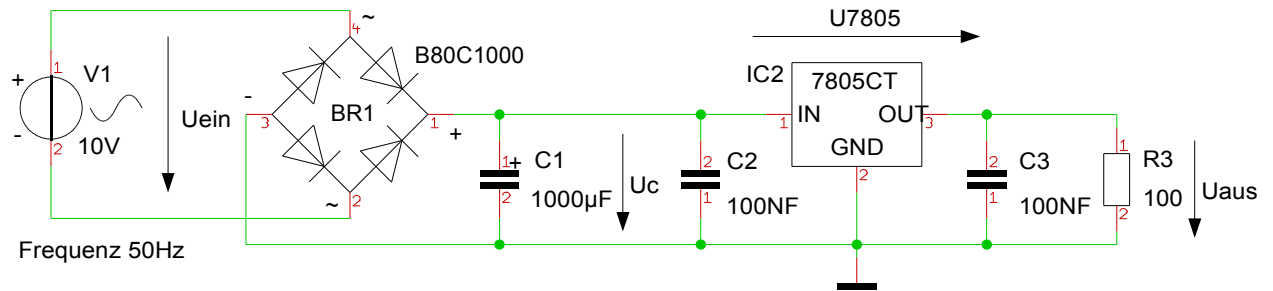 U7805
4 ~
B80C1000
IC2
7805CT
+ 1 V1
Uein
- 3
BR1
1 +
1 IN
OUT 3
- 2 10V
GND
1 + C1
Uc
2 C2
2
2 C3
1 R3
~ 2
2 1000µF
1 100NF
1 100NF
2 100
Uaus
Frequenz 50Hz